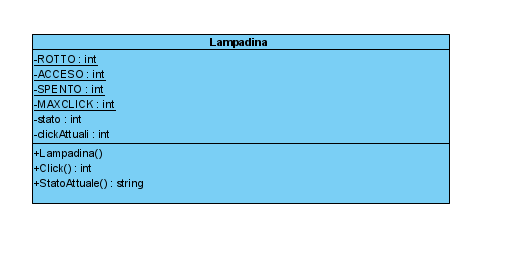 Lampadina
-ROTTO : int
-ACCESO : int
-SPENTO : int
-MAXCLICK : int
-stato : int
-clickAttuali : int
+Lampadina()
+Click() : int
+StatoAttuale() : string